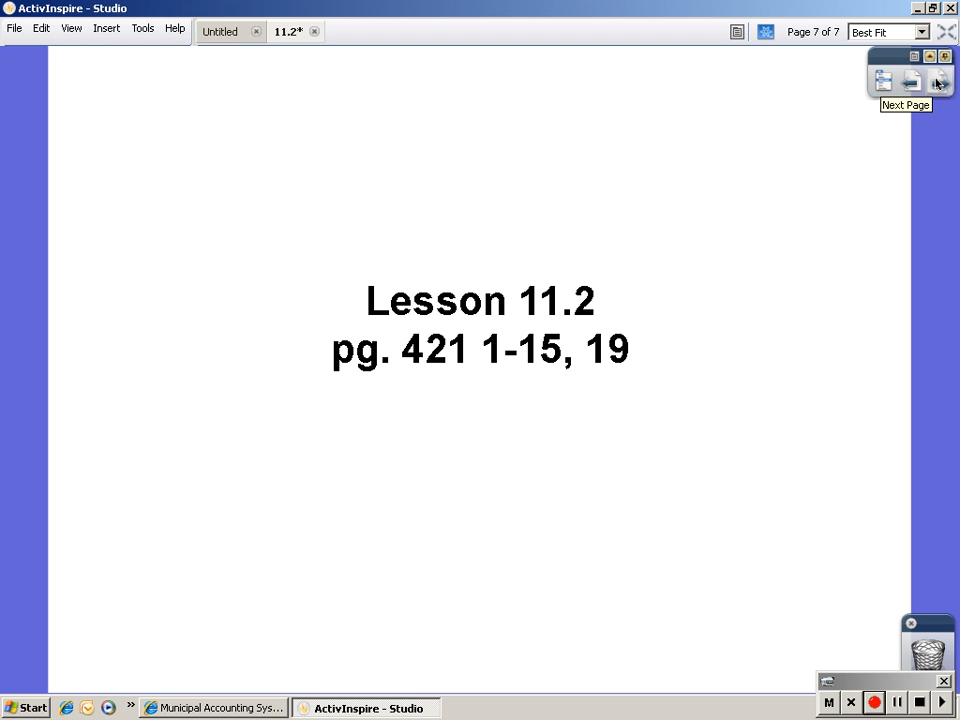 ActivInspire - Studio
File Edit View Insert Tools Help
Untitled
11.2*
Page 7 of 7
Best Fit
Next Page
Lesson 11.2
pg. 421 1-15, 19
M
Start
»
Municipal Accounting Sys...
ActivInspire - Studio